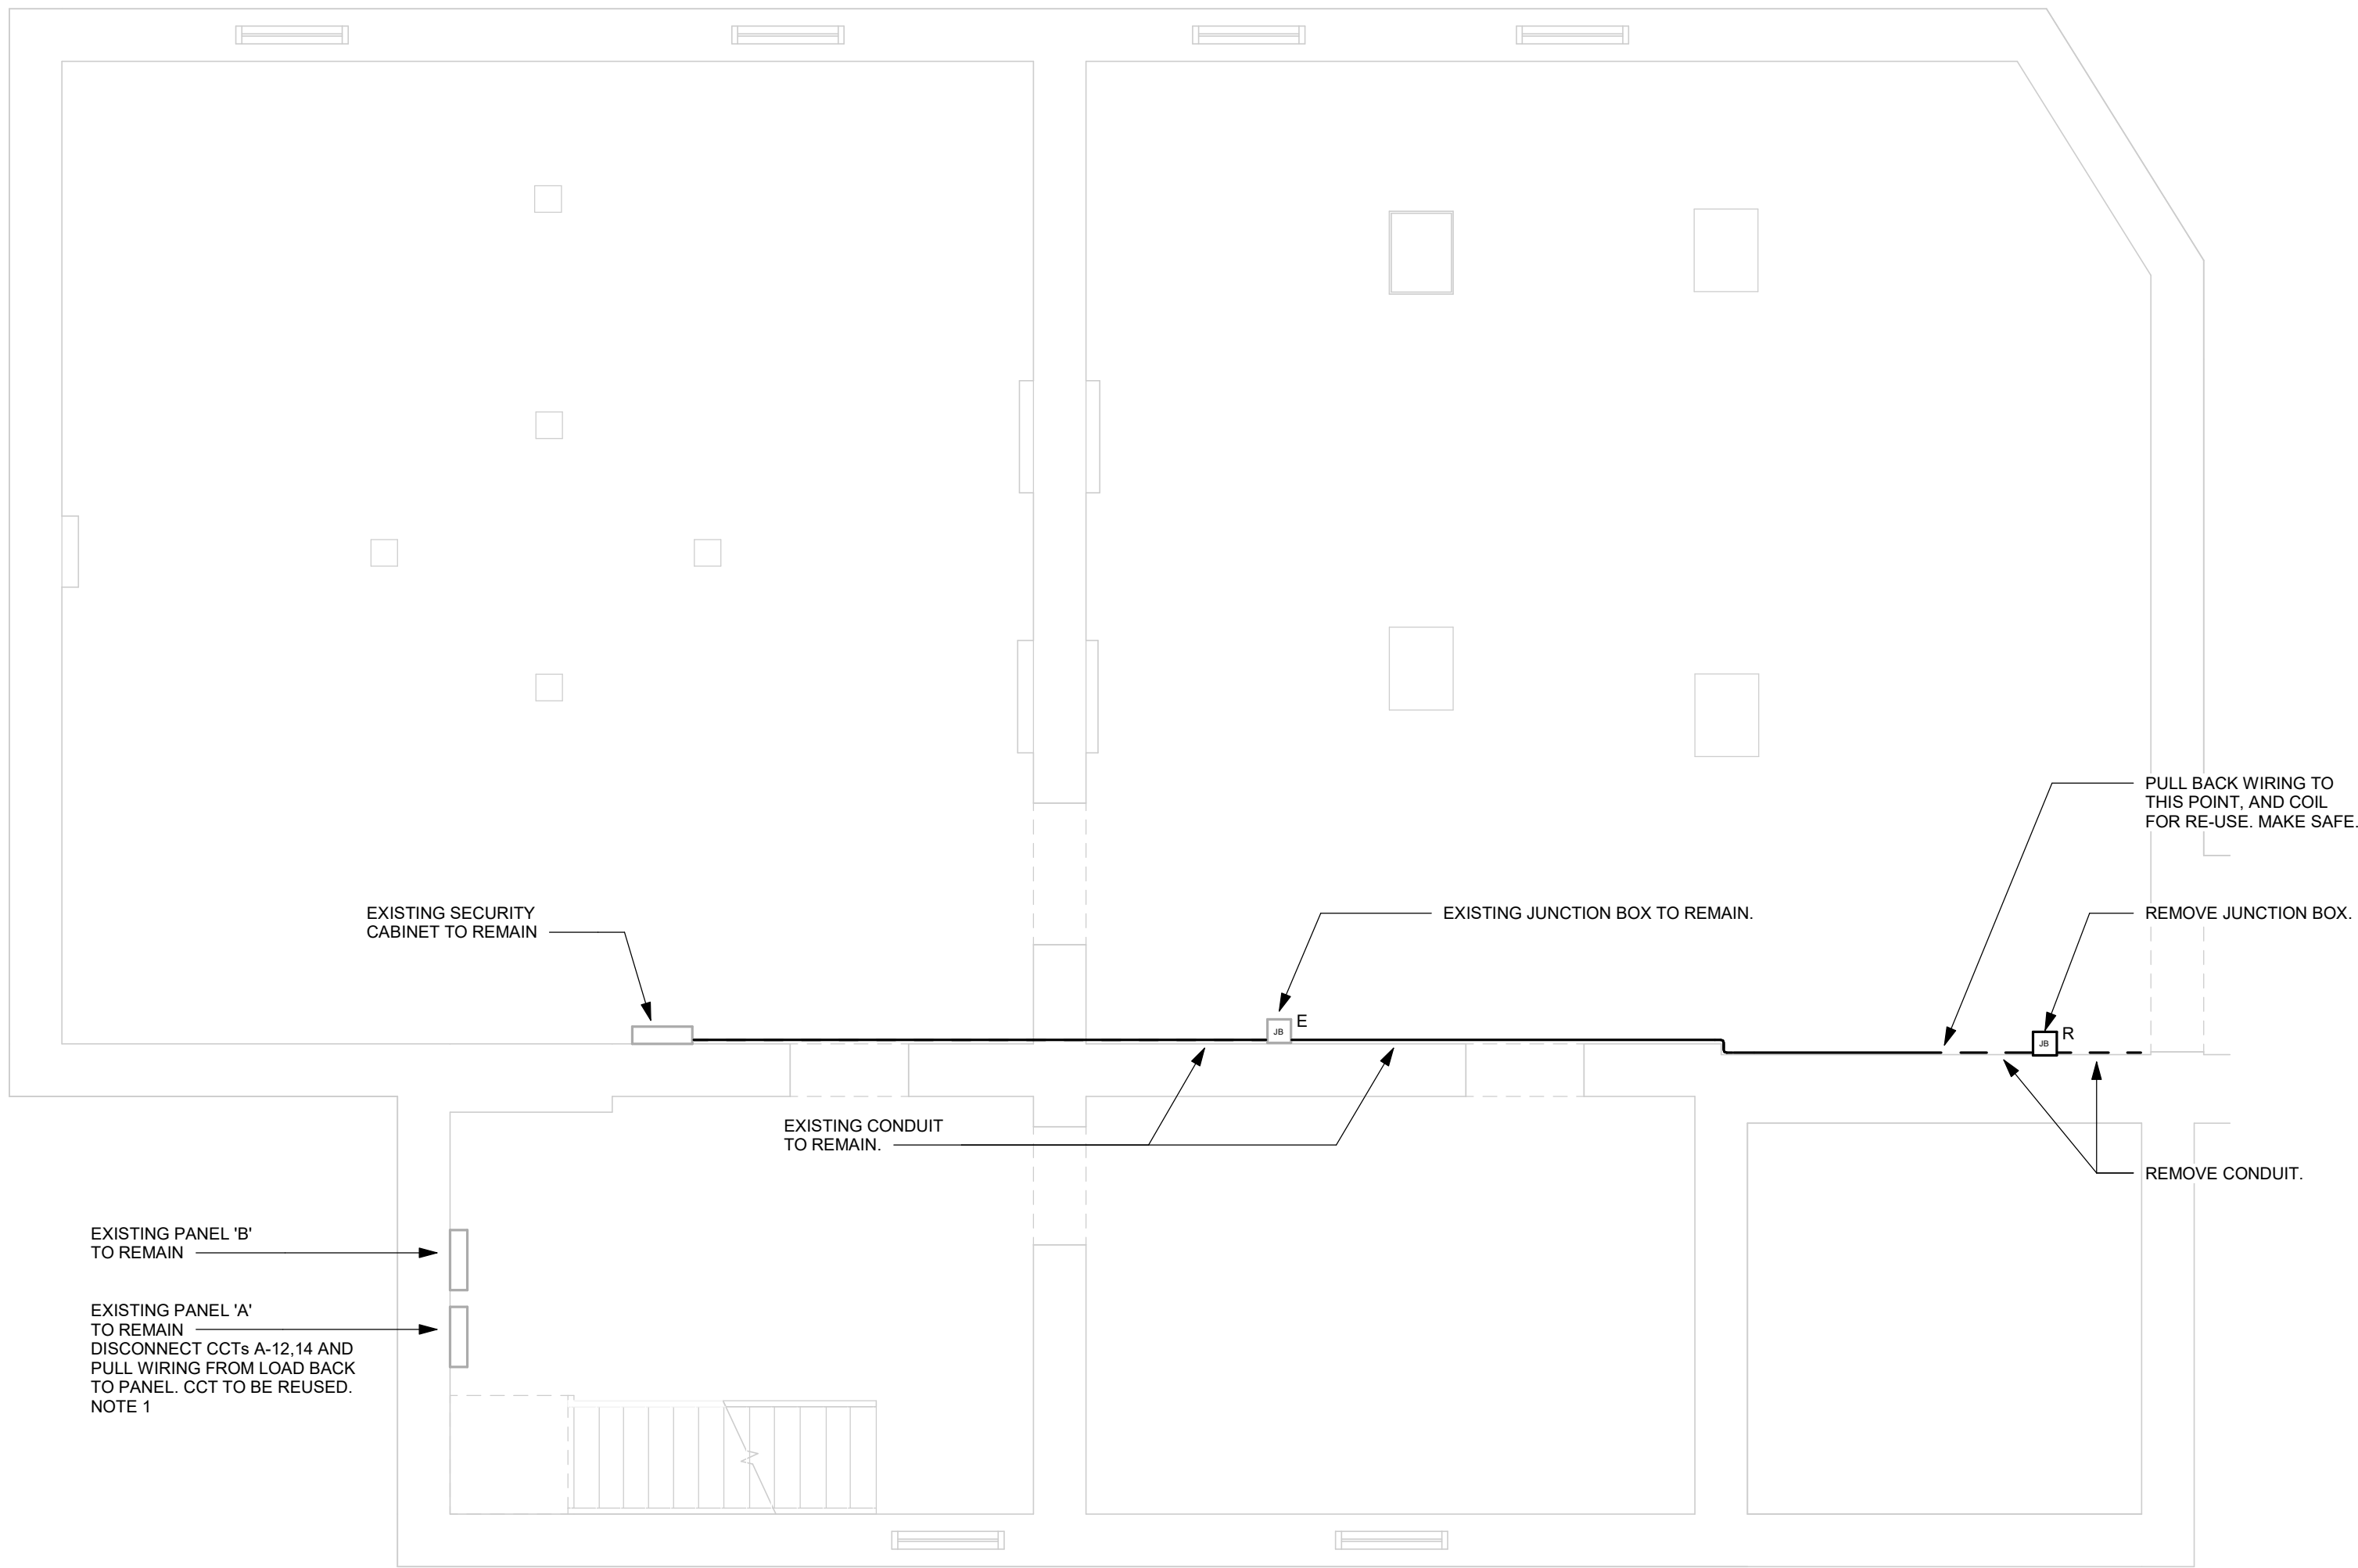 PULL BACK WIRING TO
THIS POINT, AND COIL
FOR RE-USE. MAKE SAFE.
EXISTING SECURITY
CABINET TO REMAIN
EXISTING JUNCTION BOX TO REMAIN.
REMOVE JUNCTION BOX.
JB
E
JB
R
EXISTING CONDUIT
TO REMAIN.
REMOVE CONDUIT.
EXISTING PANEL 'B'
TO REMAIN
EXISTING PANEL 'A'
TO REMAIN
DISCONNECT CCTs A-12,14 AND
PULL WIRING FROM LOAD BACK
TO PANEL. CCT TO BE REUSED.
NOTE 1